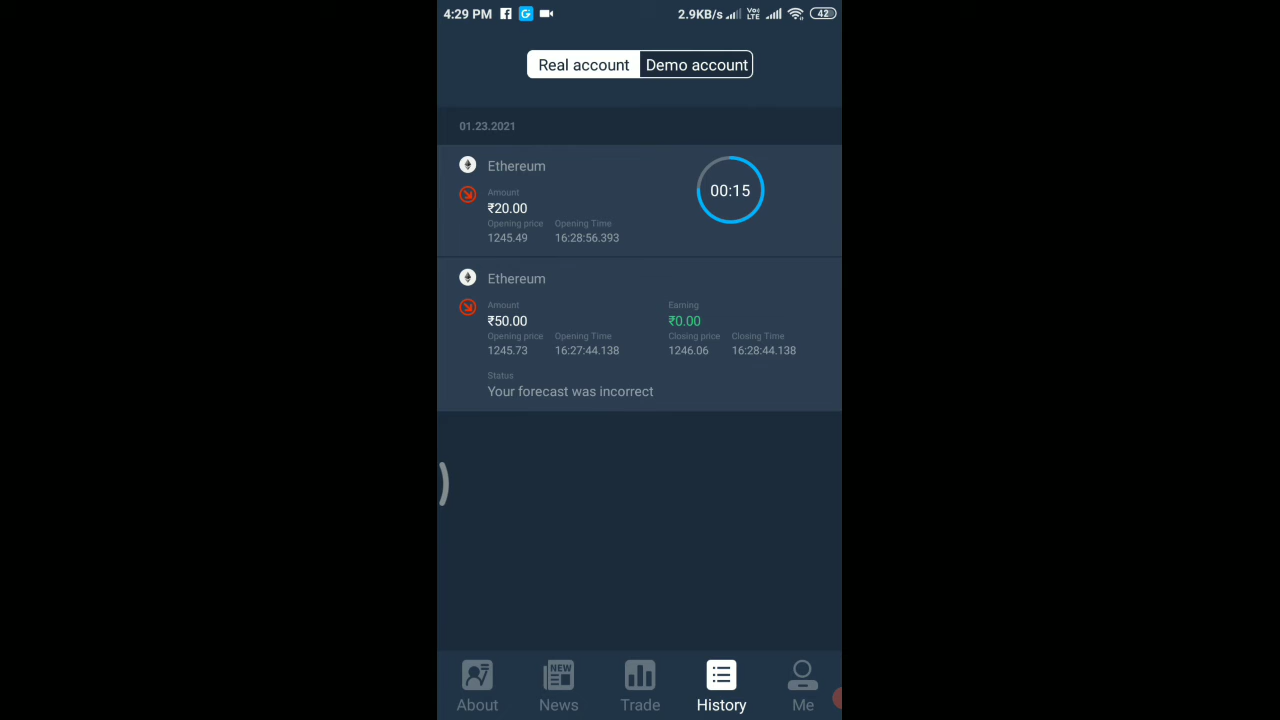 4:29 PM 2.9KB/s Vo) LTE 42
Real account Demo account
01.23.2021
Ethereum
00:15
Amount
₹20.00
Opening price Opening Time
1245.49 16:28:56.393
Ethereum
Amount Earning
₹50.00 ₹0.00
Opening price Opening Time Closing price Closing Time
1245.73 16:27:44.138 1246.06 16:28:44.138
Status
Your forecast was incorrect
NEW
About News Trade History Me